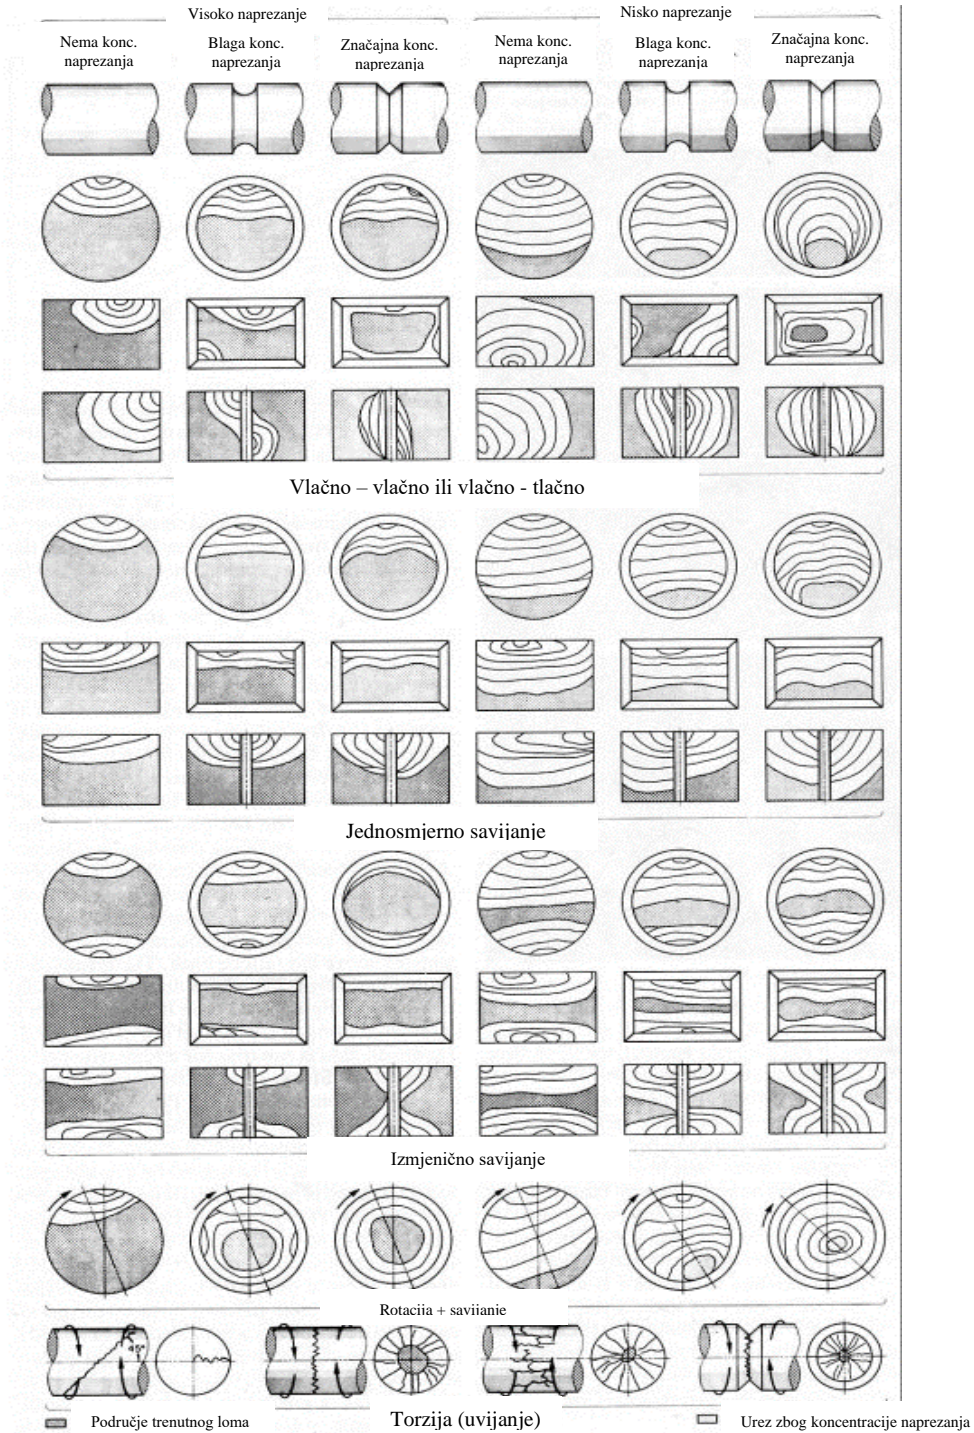 Visoko naprezanje
Nisko naprezanje
Nema konc.
naprezanja
Blaga konc.
naprezanja
Značajna konc.
naprezanja
Nema konc.
naprezanja
Blaga konc.
naprezanja
Značajna konc.
naprezanja
Vlačno – vlačno ili vlačno - tlačno
Jednosmjerno savijanje
Izmjenično savijanje
Rotacija + savijanje
45°
Torzija (uvijanje)
Područje trenutnog loma
Urez zbog koncentracije naprezanja